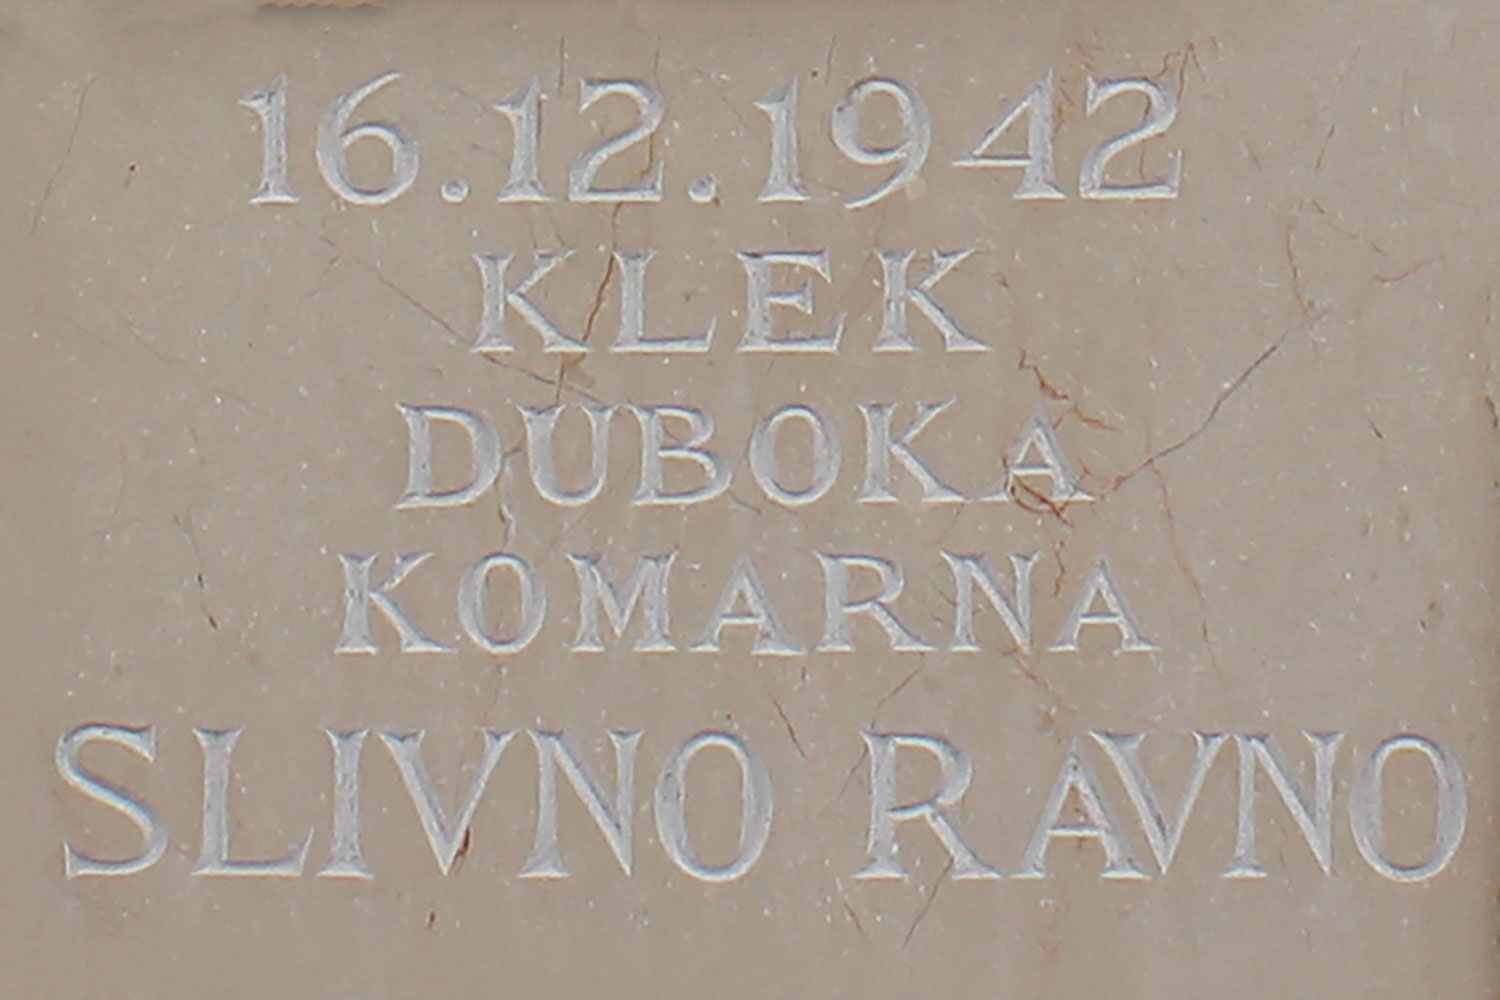 16.12.1942
KLEK
DUBOKA
KOMARNA
SLIVNO RAVNO